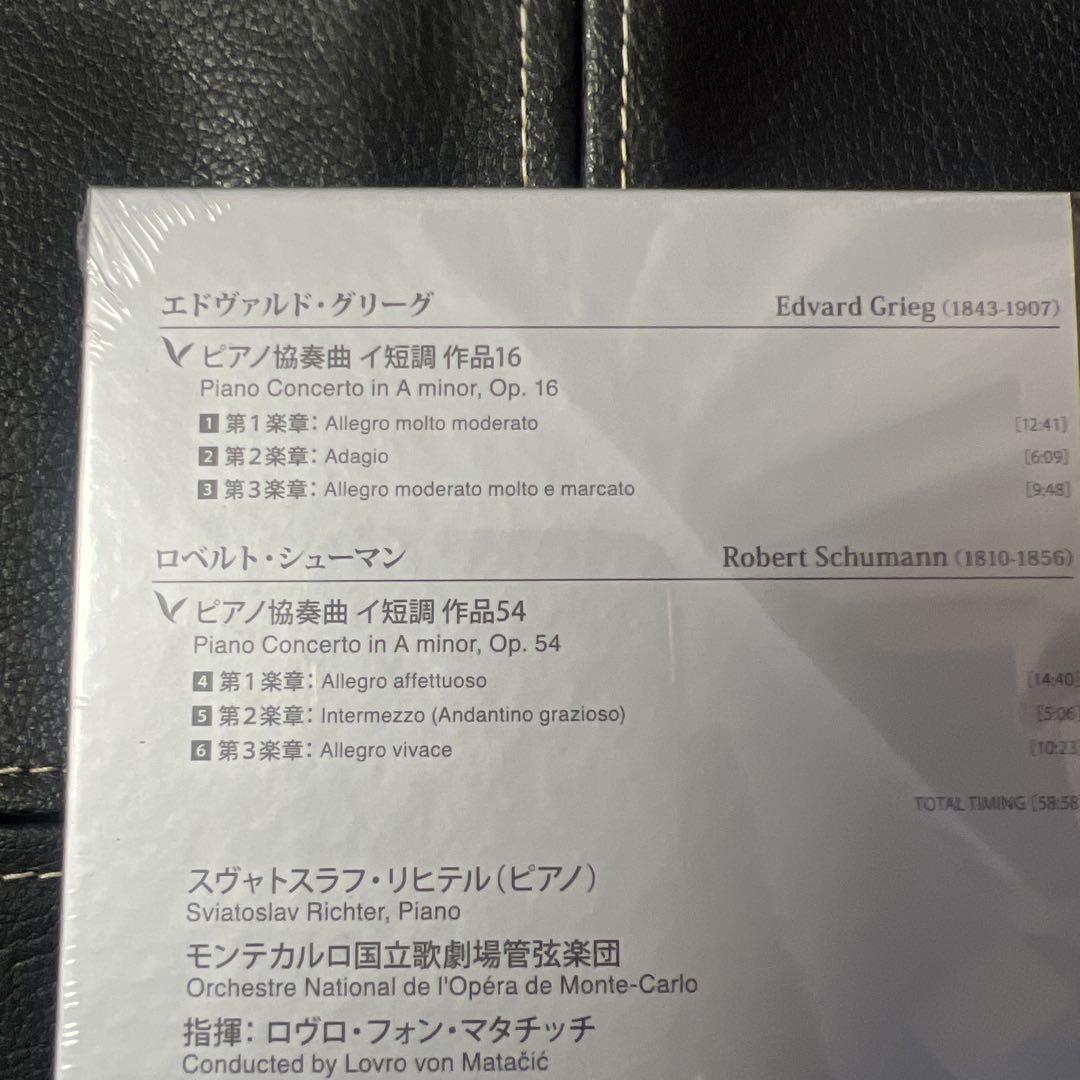 エドヴァルド・グリーグ Edvard Grieg (1843-1907)
ピアノ協奏曲 イ短調 作品16
Piano Concerto in A minor, Op. 16
1 第1楽章: Allegro molto moderato [12:41]
2 第2楽章: Adagio [6:09]
3 第3楽章: Allegro moderato molto e marcato [9:48]
ロベルト・シューマン Robert Schumann (1810-1856)
ピアノ協奏曲 イ短調 作品54
Piano Concerto in A minor, Op. 54
4 第1楽章: Allegro affettuoso [14:40]
5 第2楽章: Intermezzo (Andantino grazioso) [5:06
6 第3楽章: Allegro vivace [10:23
TOTAL TIMING [58:58
スヴャトスラフ・リヒテル(ピアノ)
Sviatoslav Richter, Piano
モンテカルロ国立歌劇場管弦楽団
Orchestre National de l'Opéra de Monte-Carlo
指揮: ロヴロ・フォン・マタチッチ
Conducted by Lovro von Matačić